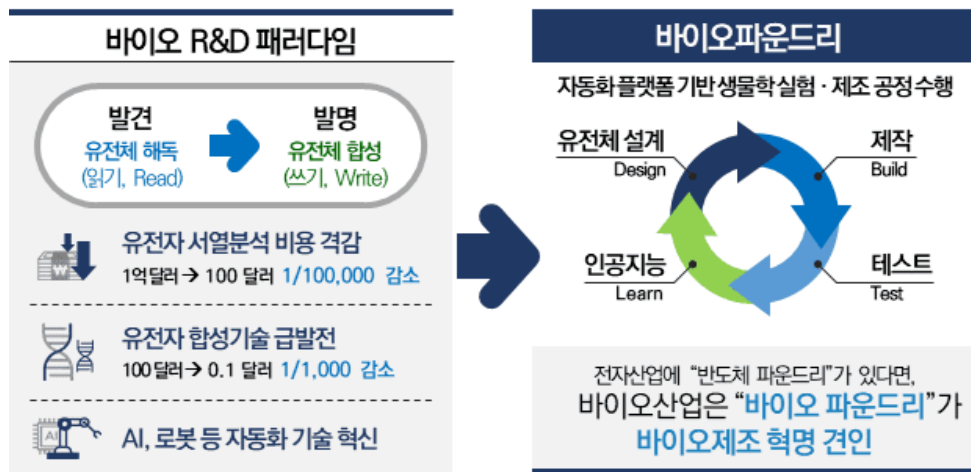 바이오 R&D 패러다임
발견
유전체 해독
(읽기, Read)
발명
유전체 합성
(쓰기, Write)
W
유전자 서열분석 비용 격감
1억달러→ 100 달러 1/100,000 감소
유전자 합성기술 급발전
100달러→ 0.1 달러 1/1,000 감소
AI
AI, 로봇 등 자동화 기술 혁신
바이오파운드리
자동화 플랫폼 기반 생물학 실험 · 제조 공정 수행
유전체 설계
Design
제작
Build
인공지능
Learn
테스트
Test
전자산업에 “반도체 파운드리”가 있다면,
바이오산업은 “바이오 파운드리”가
바이오제조 혁명 견인